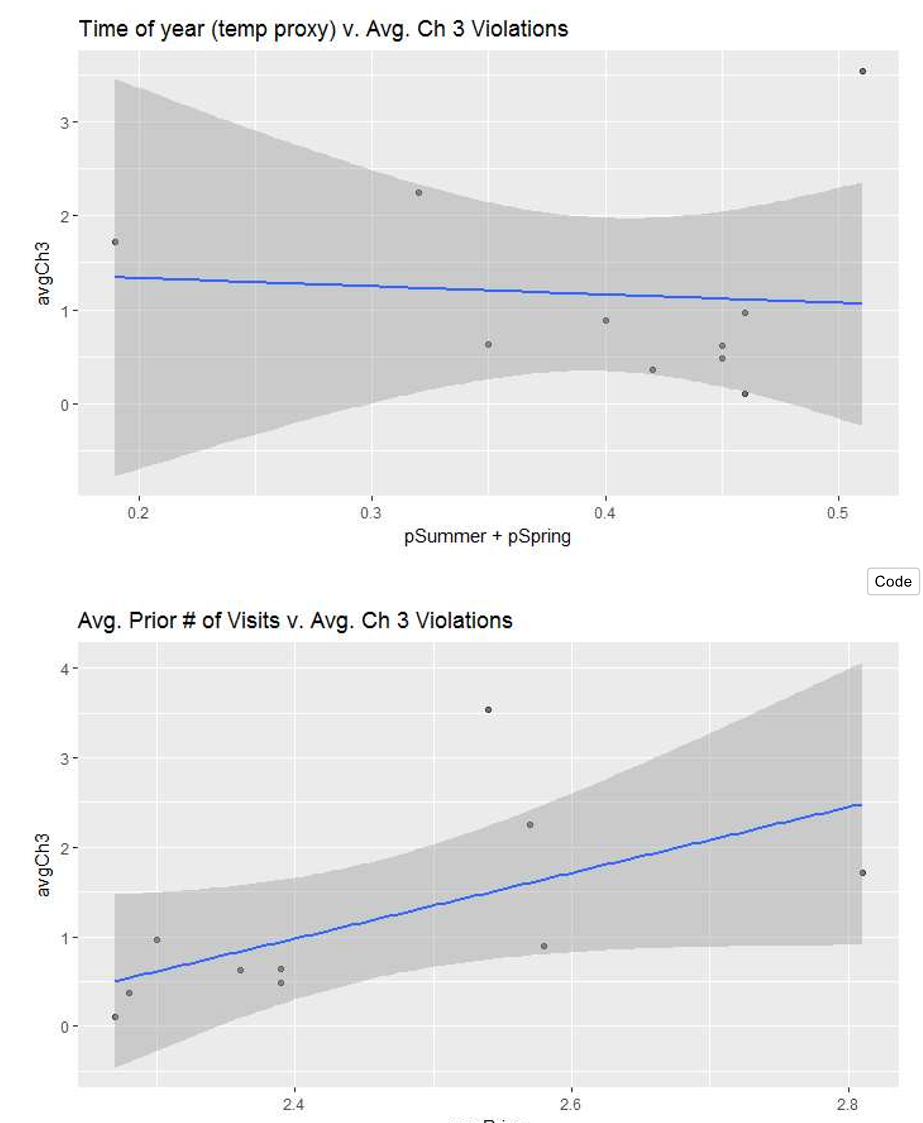 Time of year (temp proxy) v. Avg. Ch 3 Violations
3
2
1
0
avgCh3
0.2 0.3 0.4 0.5
pSummer + pSpring
Code
Avg. Prior # of Visits v. Avg. Ch 3 Violations
4
3
2
1
0
avgCh3
2.4 2.6 2.8